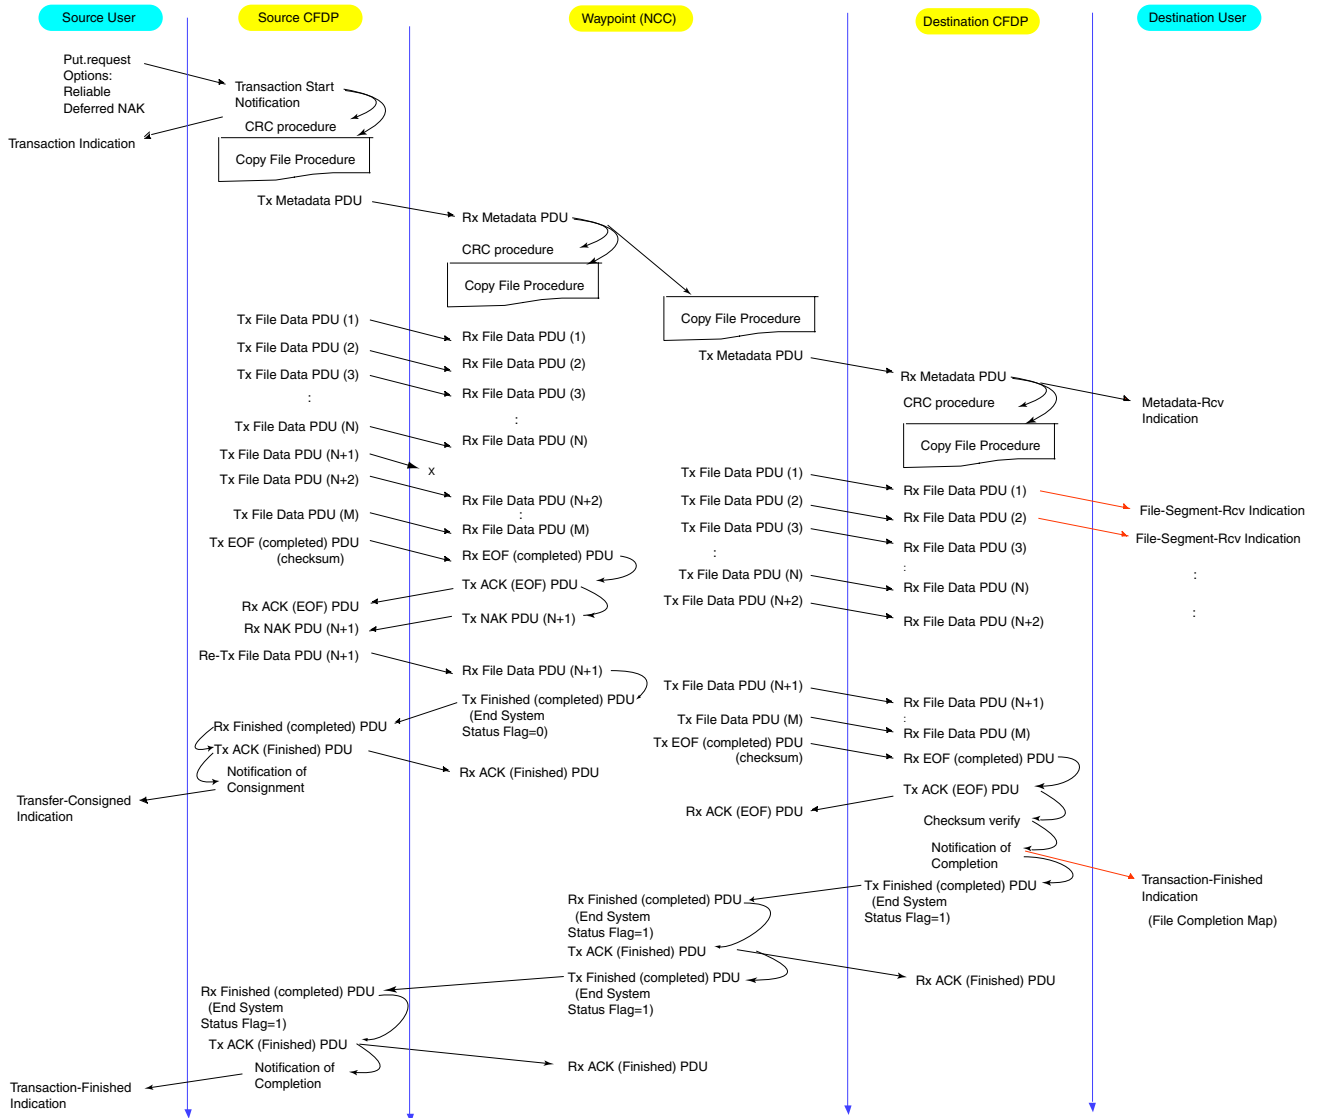 Source User
Source CFDP
Waypoint (NCC)
Destination CFDP
Destination User
Put.request
Options:
Reliable
Deferred NAK
Transaction Start
Notification
CRC procedure
Transaction Indication
Copy File Procedure
Tx Metadata PDU
Rx Metadata PDU
CRC procedure
Copy File Procedure
Copy File Procedure
Tx File Data PDU (1)
Rx File Data PDU (1)
Tx File Data PDU (2)
Rx File Data PDU (2)
Tx File Data PDU (3)
Rx File Data PDU (3)
:
:
Tx File Data PDU (N)
Rx File Data PDU (N)
Tx File Data PDU (N+1)
x
Tx File Data PDU (N+2)
Rx File Data PDU (N+2)
:
Tx File Data PDU (M)
Rx File Data PDU (M)
Tx EOF (completed) PDU
(checksum)
Rx EOF (completed) PDU
Tx ACK (EOF) PDU
Rx ACK (EOF) PDU
Tx NAK PDU (N+1)
Rx NAK PDU (N+1)
Re-Tx File Data PDU (N+1)
Rx File Data PDU (N+1)
Tx Finished (completed) PDU
(End System
Status Flag=0)
Rx Finished (completed) PDU
Tx ACK (Finished) PDU
Rx ACK (Finished) PDU
Notification of
Consignment
Transfer-Consigned
Indication
Tx Metadata PDU
Rx Metadata PDU
CRC procedure
Metadata-Rcv
Indication
Copy File Procedure
Tx File Data PDU (1)
Rx File Data PDU (1)
File-Segment-Rcv Indication
Tx File Data PDU (2)
Rx File Data PDU (2)
File-Segment-Rcv Indication
Tx File Data PDU (3)
Rx File Data PDU (3)
:
:
:
Tx File Data PDU (N)
Rx File Data PDU (N)
Tx File Data PDU (N+2)
Rx File Data PDU (N+2)
:
Tx File Data PDU (N+1)
Rx File Data PDU (N+1)
:
Tx File Data PDU (M)
Rx File Data PDU (M)
Tx EOF (completed) PDU
(checksum)
Rx EOF (completed) PDU
Tx ACK (EOF) PDU
Rx ACK (EOF) PDU
Checksum verify
Notification of
Completion
Transaction-Finished
Indication
(File Completion Map)
Tx Finished (completed) PDU
(End System
Status Flag=1)
Rx Finished (completed) PDU
(End System
Status Flag=1)
Tx ACK (Finished) PDU
Rx ACK (Finished) PDU
Tx Finished (completed) PDU
(End System
Status Flag=1)
Rx Finished (completed) PDU
(End System
Status Flag=1)
Tx ACK (Finished) PDU
Rx ACK (Finished) PDU
Notification of
Completion
Transaction-Finished
Indication